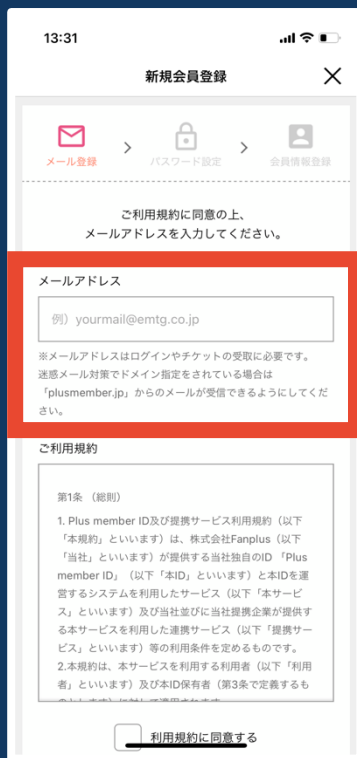 13:31
新規会員登録
メール登録
パスワード設定
会員情報登録
ご利用規約に同意の上、
メールアドレスを入力してください。
メールアドレス
例）yourmail@emtg.co.jp
※メールアドレスはログインやチケットの受取に必要です。
迷惑メール対策でドメイン指定をされている場合は
「plusmember.jp」からのメールが受信できるようにしてくだ
さい。
ご利用規約
第1条 （総則）
1. Plus member ID及び提携サービス利用規約（以下
「本規約」といいます）は、株式会社Fanplus（以下
「当社」といいます）が提供する当社独自のID 「Plus
member ID」（以下「本ID」といいます）と本IDを運
営するシステムを利用したサービス（以下「本サービ
ス」といいます）及び当社並びに当社提携企業が提供す
る本サービスを利用した連携サービス（以下「提携サー
ビス」といいます）等の利用条件を定めるものです。
2.本規約は、本サービスを利用する利用者（以下「利用
者」といいます）及び本ID保有者（第3条で定義するも
利用規約に同意する